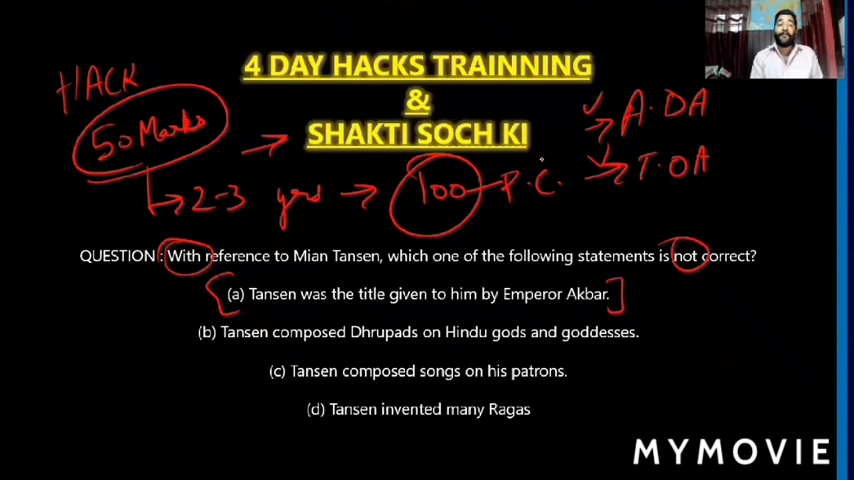 HACK
4 DAY HACKS TRAINNING
&
SHAKTI SOCH KI
50 Marks
A.DA
T.OA
2-3 yers
100 P.C.
QUESTION : With reference to Mian Tansen, which one of the following statements is not correct?
(a) Tansen was the title given to him by Emperor Akbar.
(b) Tansen composed Dhrupads on Hindu gods and goddesses.
(c) Tansen composed songs on his patrons.
(d) Tansen invented many Ragas
MYMOVIE